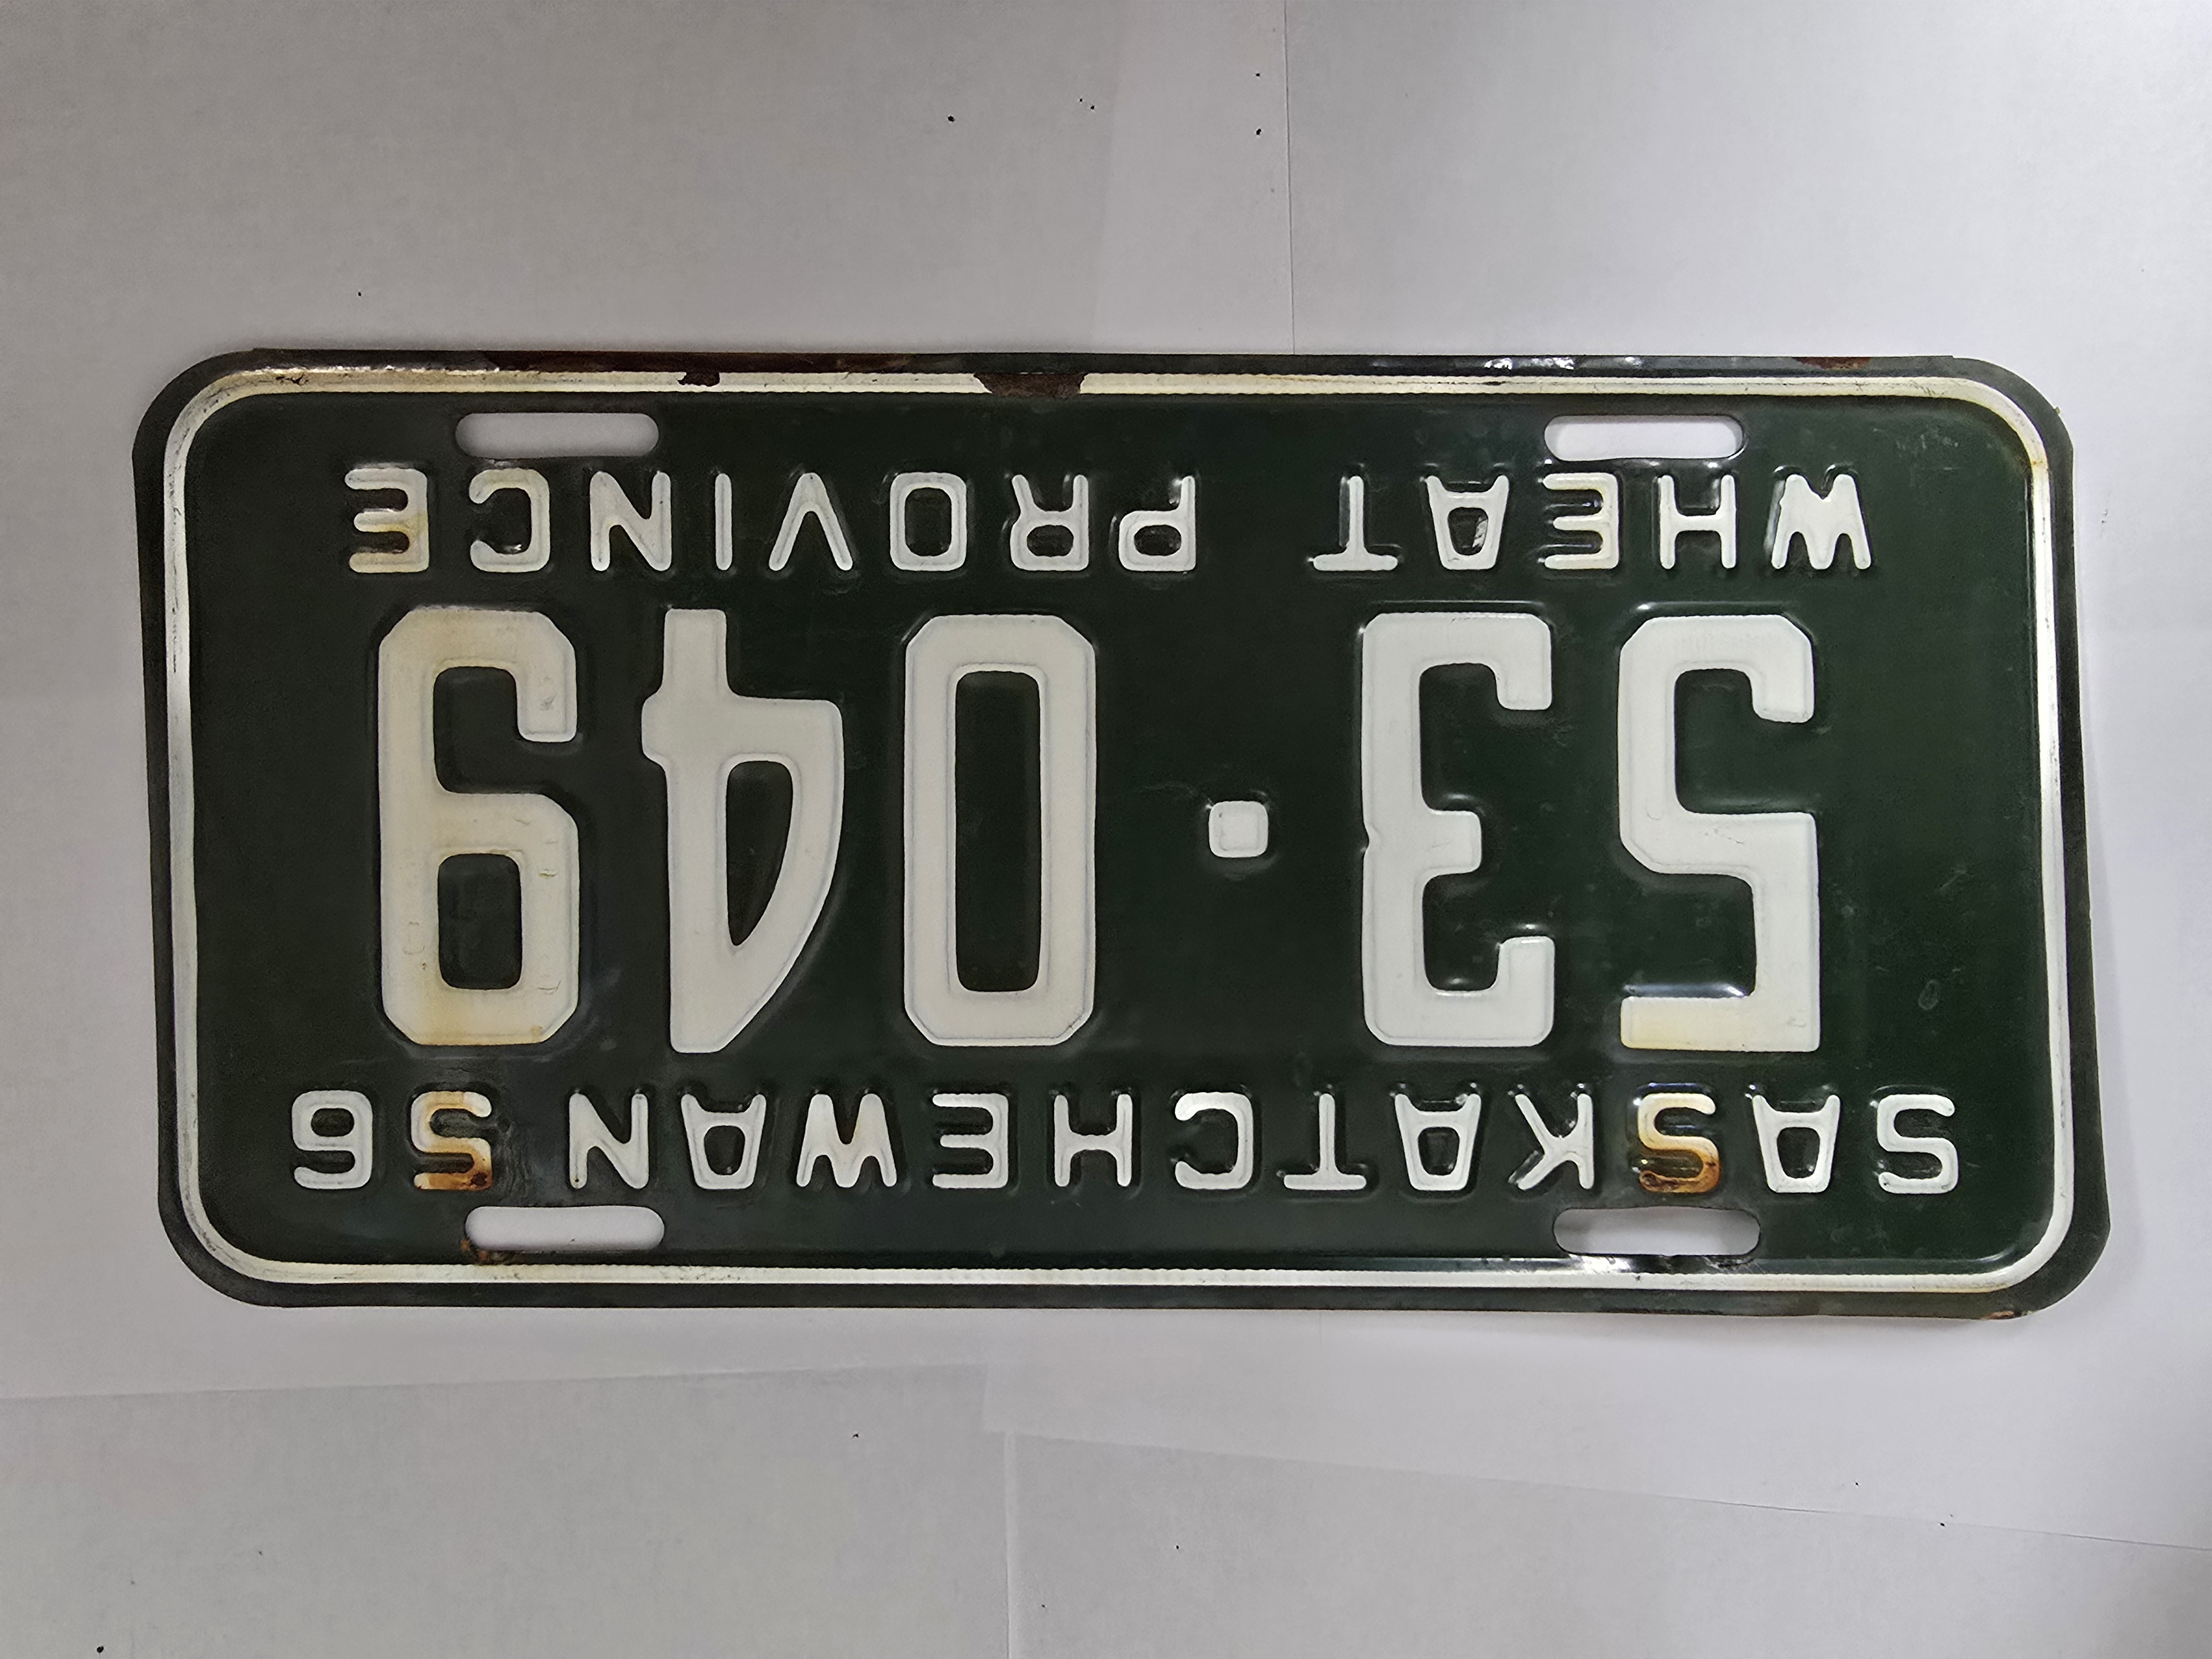 SASKATCHEWAN 56
53·049
WHEAT PROVINCE